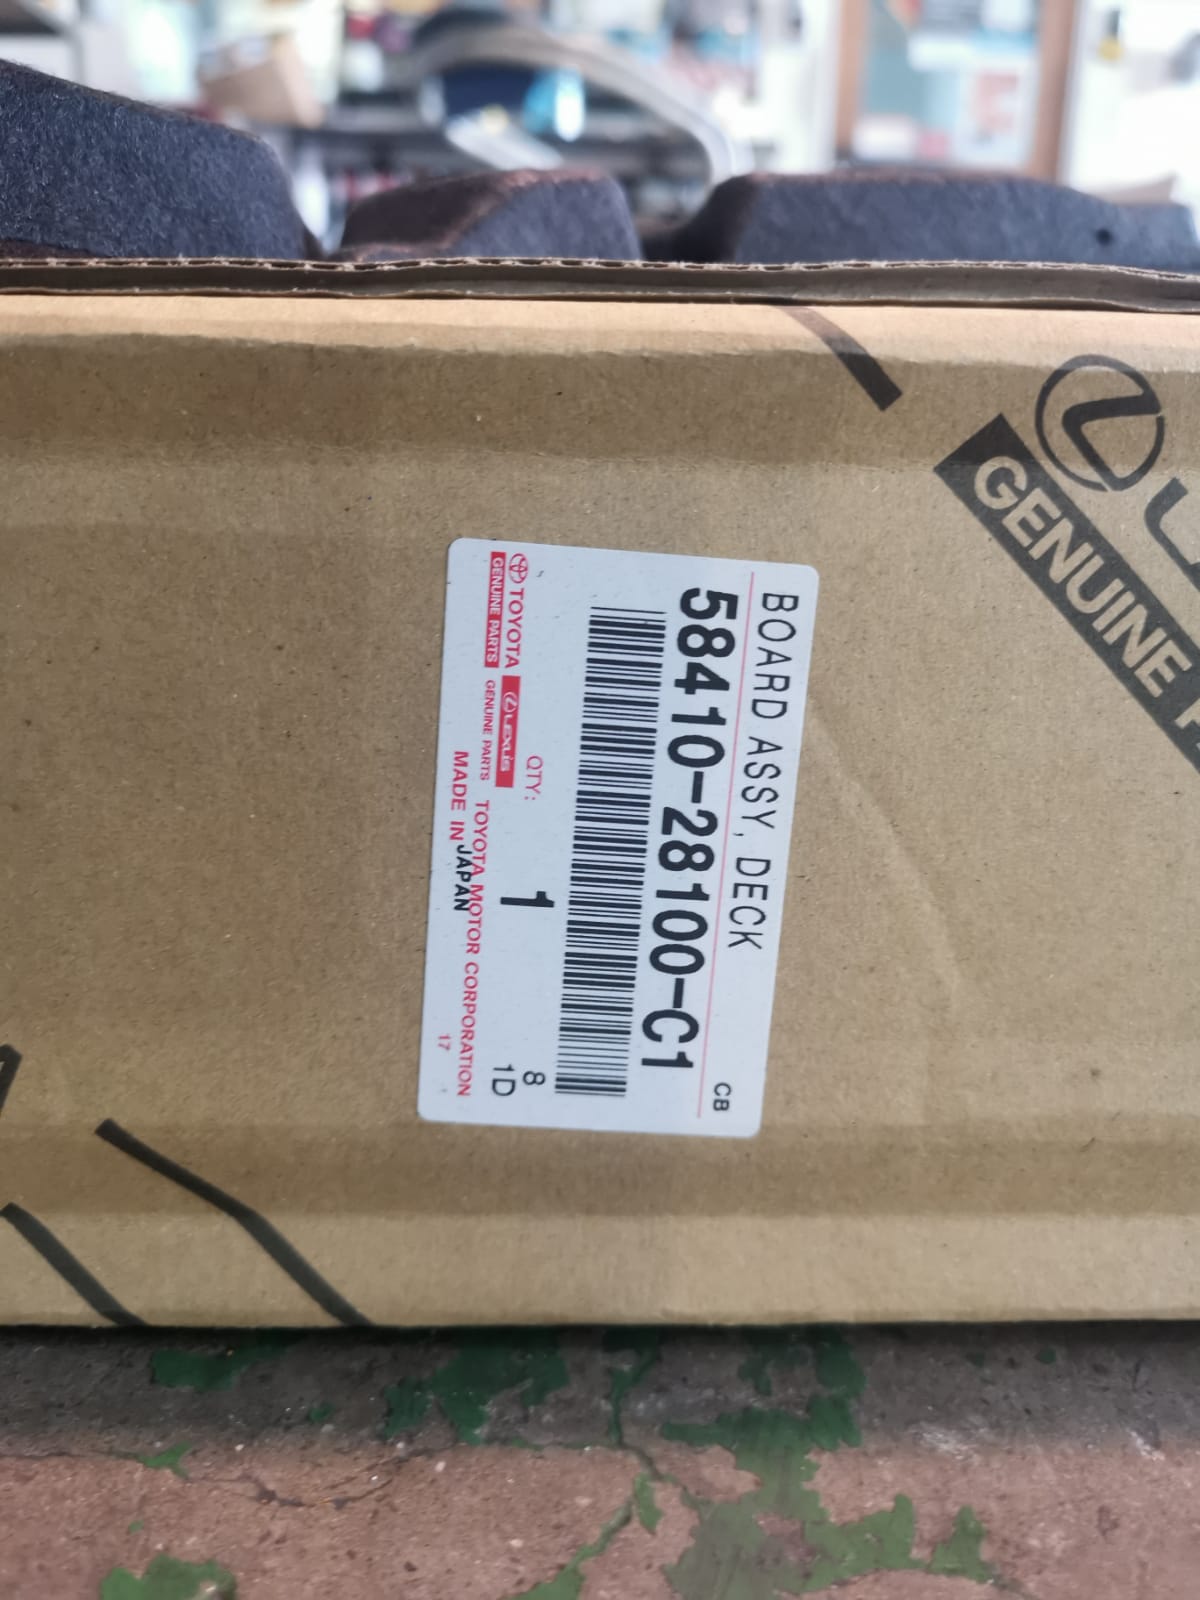 BOARD ASSY, DECK
CB
58410-28100-C1
QTY:
1
8
1D
TOYOTA
GENUINE PARTS
LEXUS
GENUINE PARTS
TOYOTA MOTOR CORPORATION
MADE IN JAPAN
17
GENUINE